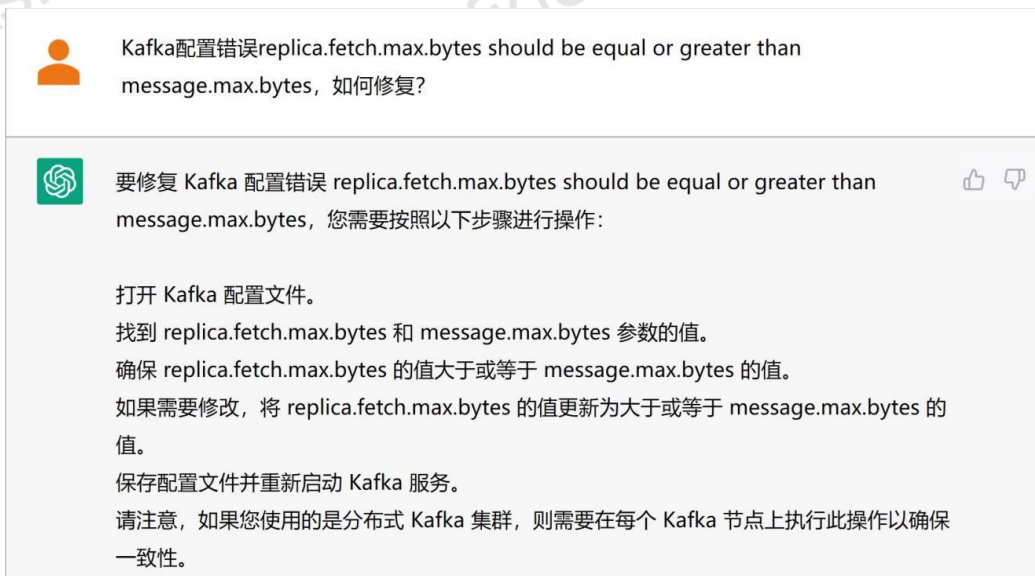 Kafka配置错误replica.fetch.max.bytes should be equal or greater than
message.max.bytes，如何修复？
要修复 Kafka 配置错误 replica.fetch.max.bytes should be equal or greater than
message.max.bytes，您需要按照以下步骤进行操作：
打开 Kafka 配置文件。
找到 replica.fetch.max.bytes 和 message.max.bytes 参数的值。
确保 replica.fetch.max.bytes 的值大于或等于 message.max.bytes 的值。
如果需要修改，将 replica.fetch.max.bytes 的值更新为大于或等于 message.max.bytes 的
值。
保存配置文件并重新启动 Kafka 服务。
请注意，如果您使用的是分布式 Kafka 集群，则需要在每个 Kafka 节点上执行此操作以确保
一致性。